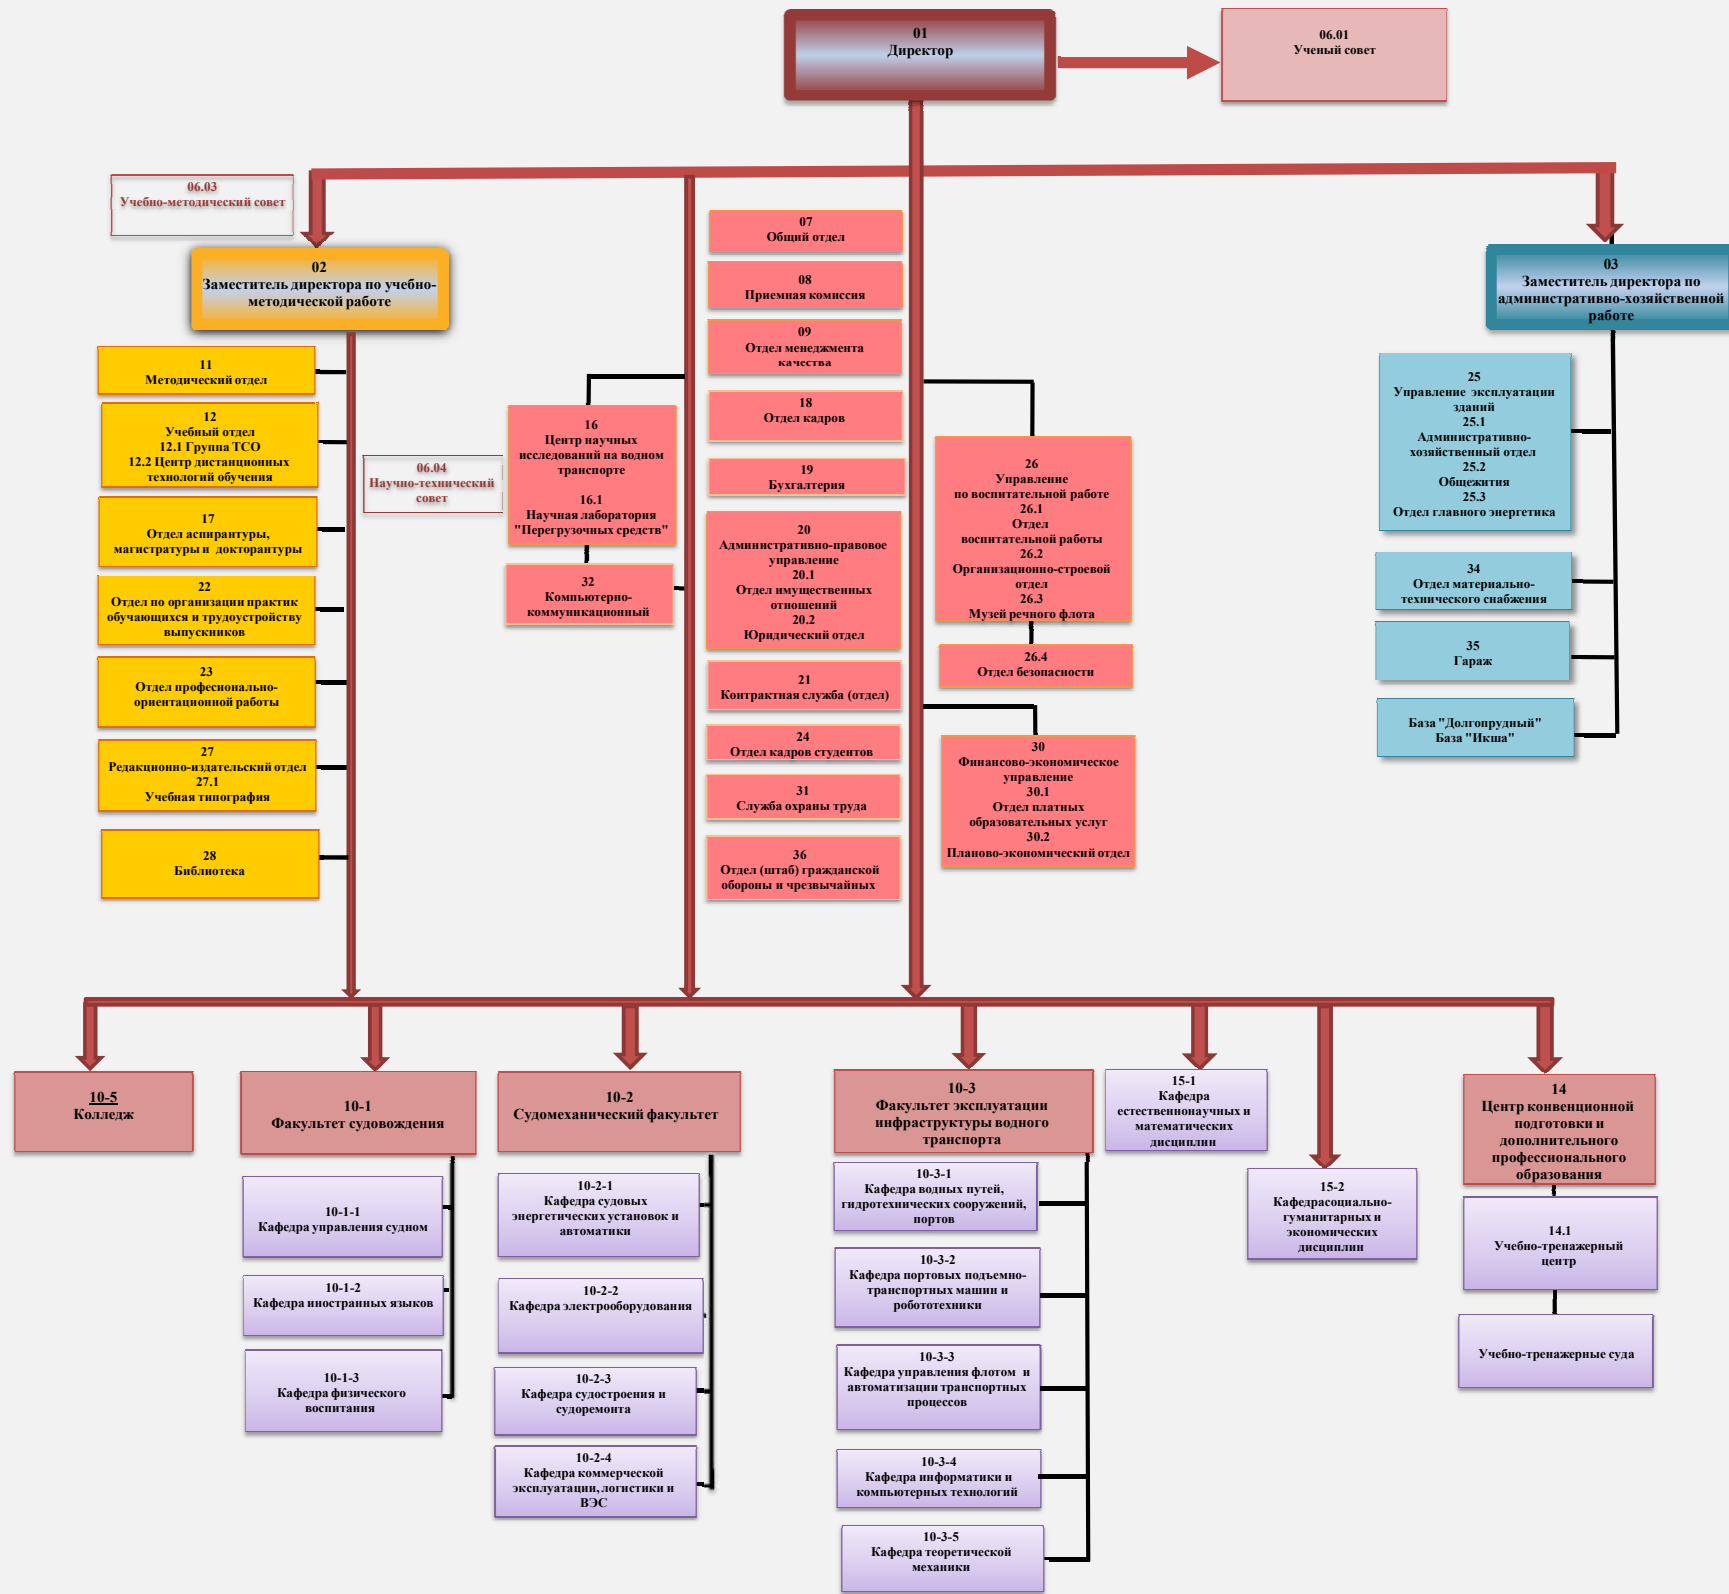 01
Директор
06.01
Ученый совет
06.03
Учебно-методический совет
02
Заместитель директора по учебно-
методической работе
03
Заместитель директора по
административно-хозяйственной
работе
11
Методический отдел
12
Учебный отдел
12.1 Группа ТСО
12.2 Центр дистанционных
технологий обучения
17
Отдел аспирантуры,
магистратуры и докторантуры
22
Отдел по организации практик
обучающихся и трудоустройству
выпускников
23
Отдел професионально-
ориентационной работы
27
Редакционно-издательский отдел
27.1
Учебная типография
28
Библиотека
06.04
Научно-технический
совет
16
Центр научных
исследований на водном
транспорте
16.1
Научная лаборатория
"Перегрузочных средств"
32
Компьютерно-
коммуникационный
07
Общий отдел
08
Приемная комиссия
09
Отдел менеджмента
качества
18
Отдел кадров
19
Бухгалтерия
20
Административно-правовое
управление
20.1
Отдел имущественных
отношений
20.2
Юридический отдел
21
Контрактная служба (отдел)
24
Отдел кадров студентов
31
Служба охраны труда
36
Отдел (штаб) гражданской
обороны и чрезвычайных
26
Управление
по воспитательной работе
26.1
Отдел
воспитательной работы
26.2
Организационно-строевой
отдел
26.3
Музей речного флота
26.4
Отдел безопасности
30
Финансово-экономическое
управление
30.1
Отдел платных
образовательных услуг
30.2
Планово-экономический отдел
25
Управление эксплуатации
зданий
25.1
Административно-
хозяйственный отдел
25.2
Общежития
25.3
Отдел главного энергетика
34
Отдел материально-
технического снабжения
35
Гараж
База "Долгопрудный"
База "Икша"
10-5
Колледж
10-1
Факультет судовождения
10-1-1
Кафедра управления судном
10-1-2
Кафедра иностранных языков
10-1-3
Кафедра физического
воспитания
10-2
Судомеханический факультет
10-2-1
Кафедра судовых
энергетических установок и
автоматики
10-2-2
Кафедра электрооборудования
10-2-3
Кафедра судостроения и
судоремонта
10-2-4
Кафедра коммерческой
эксплуатации, логистики и
ВЭС
10-3
Факультет эксплуатации
инфраструктуры водного
транспорта
10-3-1
Кафедра водных путей,
гидротехнических сооружений,
портов
10-3-2
Кафедра портовых подъемно-
транспортных машин и
робототехники
10-3-3
Кафедра управления флотом и
автоматизации транспортных
процессов
10-3-4
Кафедра информатики и
компьютерных технологий
10-3-5
Кафедра теоретической
механики
15-1
Кафедра
естественнонаучных и
математических
дисциплин
15-2
Кафедрасоциально-
гуманитарных и
экономических
дисциплин
14
Центр конвенционной
подготовки и
дополнительного
профессионального
образования
14.1
Учебно-тренажерный
центр
Учебно-тренажерные суда